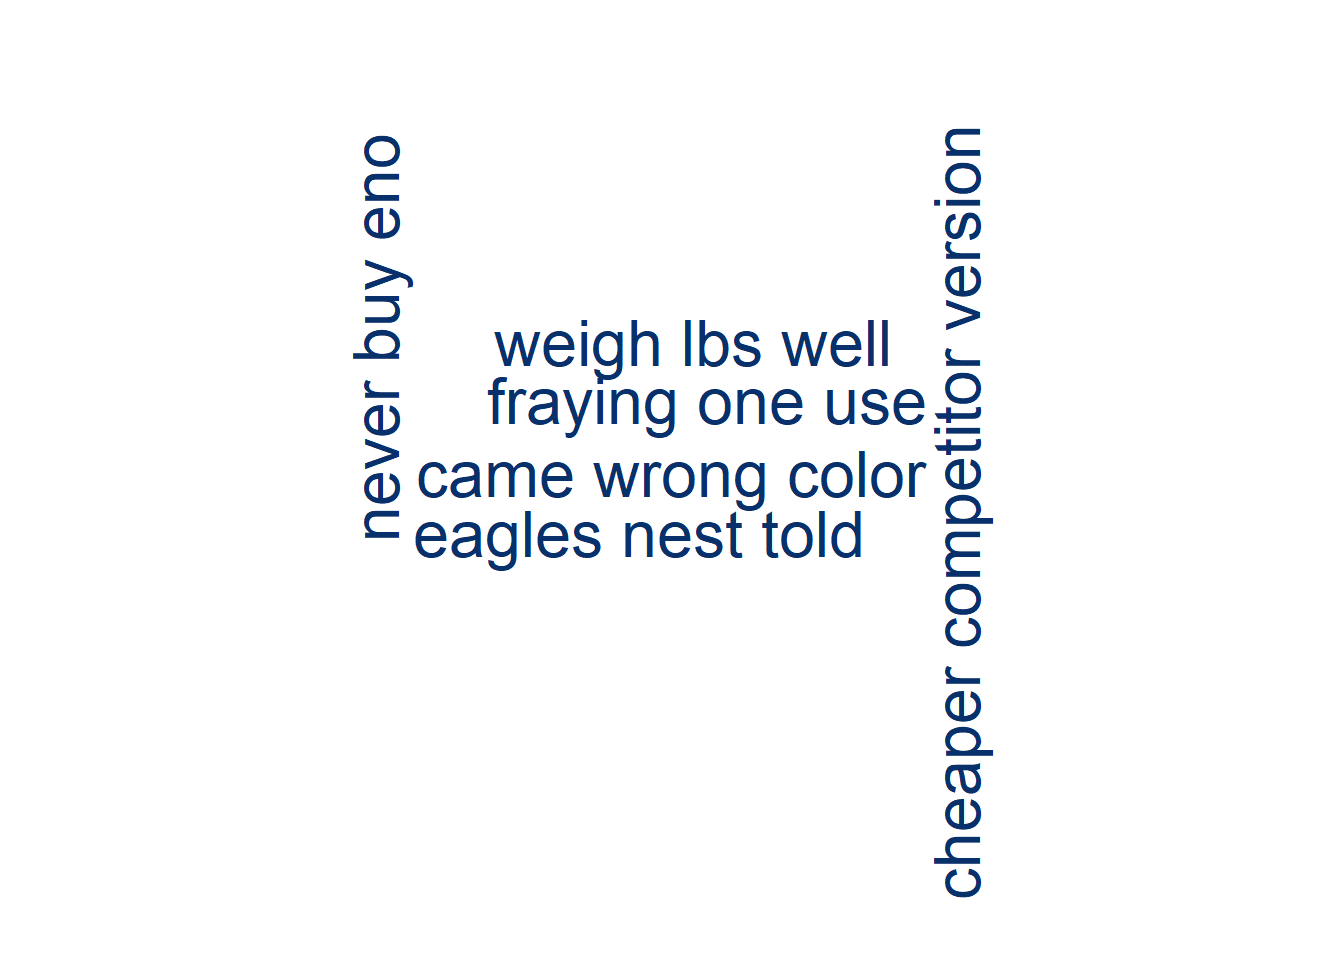 never buy eno
weigh lbs well
fraying one use
came wrong color
eagles nest told
cheaper competitor version